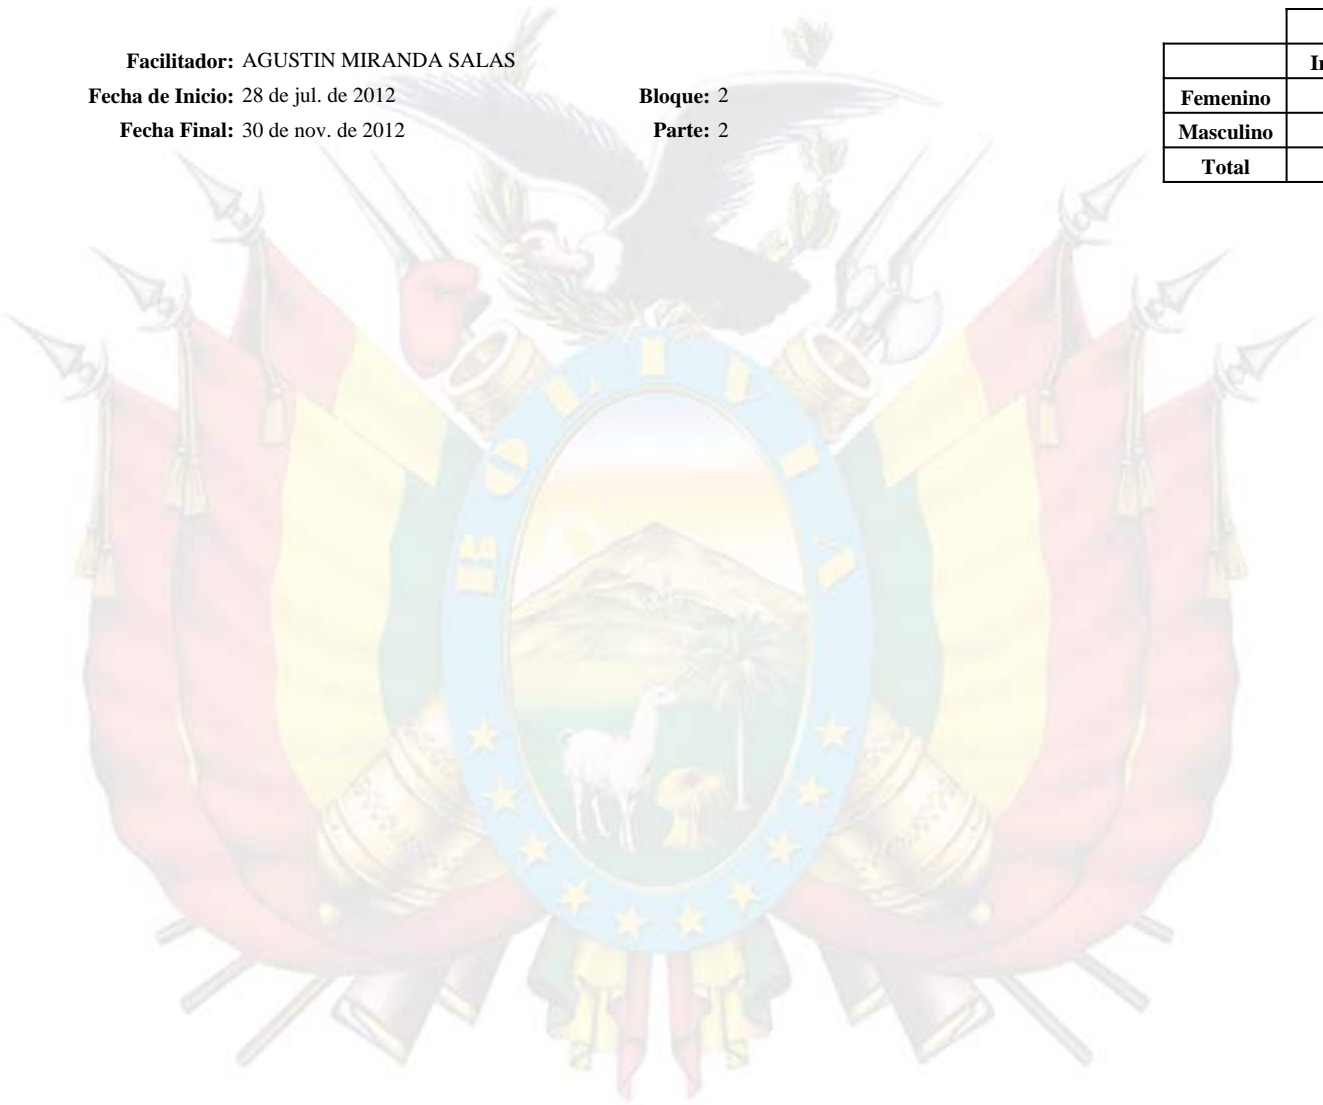 Facilitador: AGUSTIN MIRANDA SALAS
Fecha de Inicio: 28 de jul. de 2012
Bloque: 2
Fecha Final: 30 de nov. de 2012
Parte: 2
Femenino
Masculino
Total
BOLIVIA